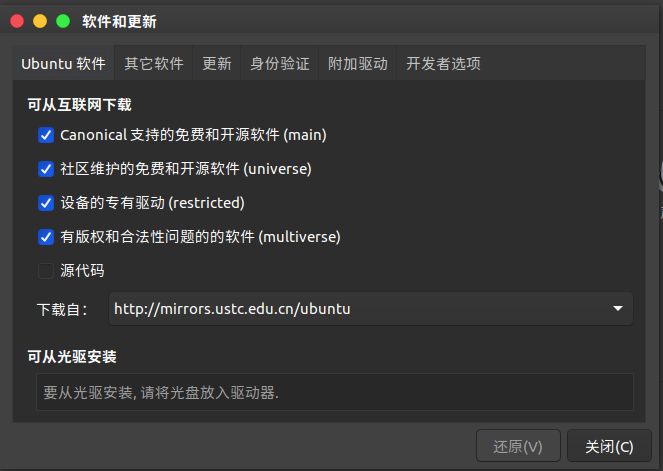 软件和更新
Ubuntu 软件 其它软件 更新 身份验证 附加驱动 开发者选项
可从互联网下载
Canonical 支持的免费和开源软件 (main)
社区维护的免费和开源软件 (universe)
设备的专有驱动 (restricted)
有版权和合法性问题的的软件 (multiverse)
源代码
下载自： http://mirrors.ustc.edu.cn/ubuntu
可从光驱安装
要从光驱安装, 请将光盘放入驱动器.
还原(V) 关闭(C)